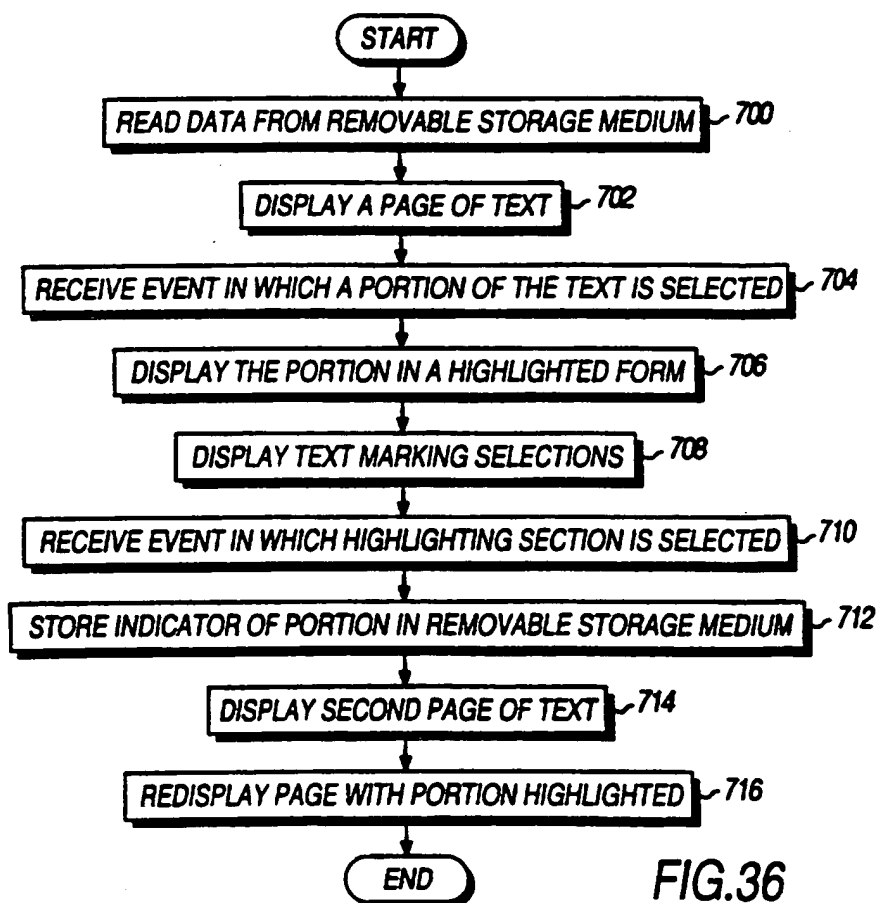 START
READ DATA FROM REMOVABLE STORAGE MEDIUM 700
DISPLAY A PAGE OF TEXT 702
RECEIVE EVENT IN WHICH A PORTION OF THE TEXT IS SELECTED 704
DISPLAY THE PORTION IN A HIGHLIGHTED FORM 706
DISPLAY TEXT MARKING SELECTIONS 708
RECEIVE EVENT IN WHICH HIGHLIGHTING SECTION IS SELECTED 710
STORE INDICATOR OF PORTION IN REMOVABLE STORAGE MEDIUM 712
DISPLAY SECOND PAGE OF TEXT 714
REDISPLAY PAGE WITH PORTION HIGHLIGHTED 716
END
FIG.36